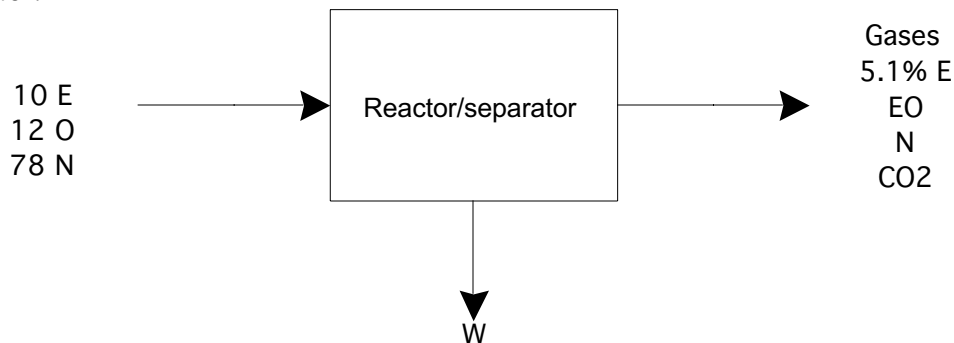 10 E
12 O
78 N
Reactor/separator
Gases
5.1% E
EO
N
CO2
W